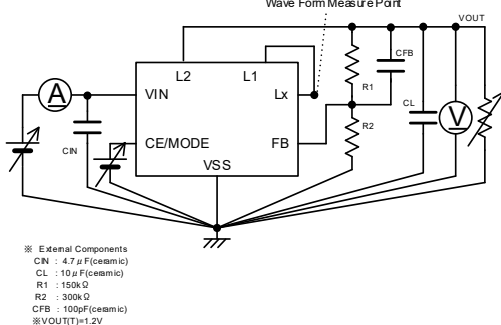 Wave Form Measure Point
VOUT
L2
L1
CFB
R1
A
VIN
Lx
CL
V
CIN
CE/MODE
FB
R2
VSS
※ External Components
CIN : 4.7μF(ceramic)
CL : 10μF(ceramic)
R1 : 150kΩ
R2 : 300kΩ
CFB : 100pF(ceramic)
※VOUT(T)=1.2V